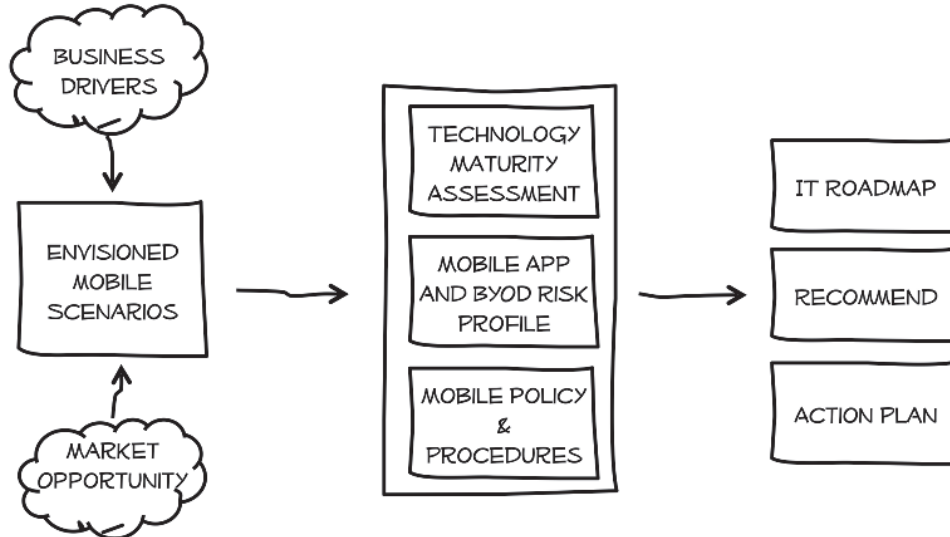 BUSINESS
DRIVERS
ENVISIONED
MOBILE
SCENARIOS
MARKET
OPPORTUNITY
TECHNOLOGY
MATURITY
ASSESSMENT
MOBILE APP
AND BYOD RISK
PROFILE
MOBILE POLICY
&
PROCEDURES
IT ROADMAP
RECOMMEND
ACTION PLAN